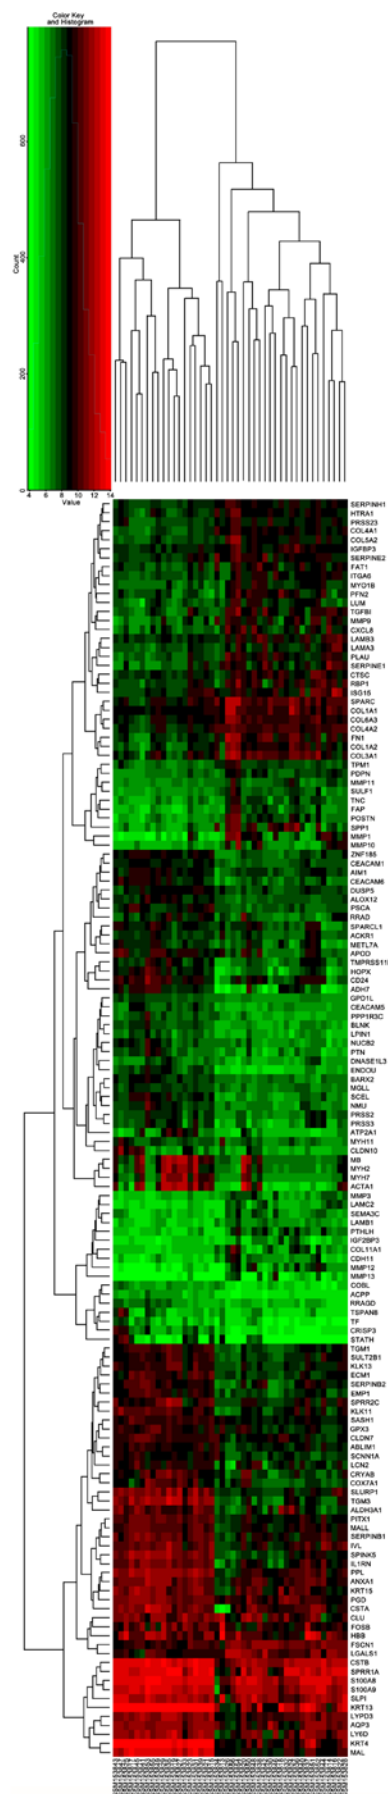 Color Key
and Histogram
Count
0
200
400
800
4 6 8 10 12 14
Value
SERPINH1
HTRA1
PRSS23
COL4A1
COL5A2
IGFBP3
SERPINE2
FAT1
ITGA6
MYO1B
PFN2
LUM
TGFBI
MMP9
CXCL8
LAMB3
LAMA3
PLAU
SERPINE1
CTSC
RBP1
ISG15
SPARC
COL1A1
COL6A3
COL4A2
FN1
COL1A2
COL3A1
TPM1
PDPN
MMP11
SULF1
TNC
FAP
POSTN
SPP1
MMP1
MMP10
ZNF185
CEACAM1
AIM1
CEACAM6
DUSP5
ALOX12
PSCA
RRAD
SPARCL1
ACKR1
METL7A
APOD
TMPRSS11
HOPX
CD24
ADH7
GPD1L
CEACAM5
PPP1R3C
BLNK
LPIN1
NUCB2
PTN
DNASE1L3
ENDOU
BARX2
MGLL
SCEL
NMU
PRSS2
PRSS3
ATP2A1
MYH11
CLDN10
MB
MYH2
MYH7
ACTA1
MMP3
LAMC2
SEMA3C
LAMB1
PTHLH
IGF2BP3
COL11A1
CDH11
MMP12
MMP13
COBL
ACPP
RRAGD
TSPAN8
TF
CRISP3
STATH
TGM1
SULT2B1
KLK13
ECM1
SERPINB2
EMP1
SPRR2C
KLK11
SASH1
GPX3
CLDN7
ABLIM1
SCNN1A
LCN2
CRYAB
COX7A1
SLURP1
TGM3
ALDH3A1
PITX1
MALL
SERPINB1
IVL
SPINK5
IL1RN
PPL
ANXA1
KRT15
PGD
CSTA
CLU
FOSB
HBB
FSCN1
LGALS1
CSTB
SPRR1A
S100A8
S100A9
SLPI
KRT13
LYPD3
AQP3
LY6D
KRT4
MAL